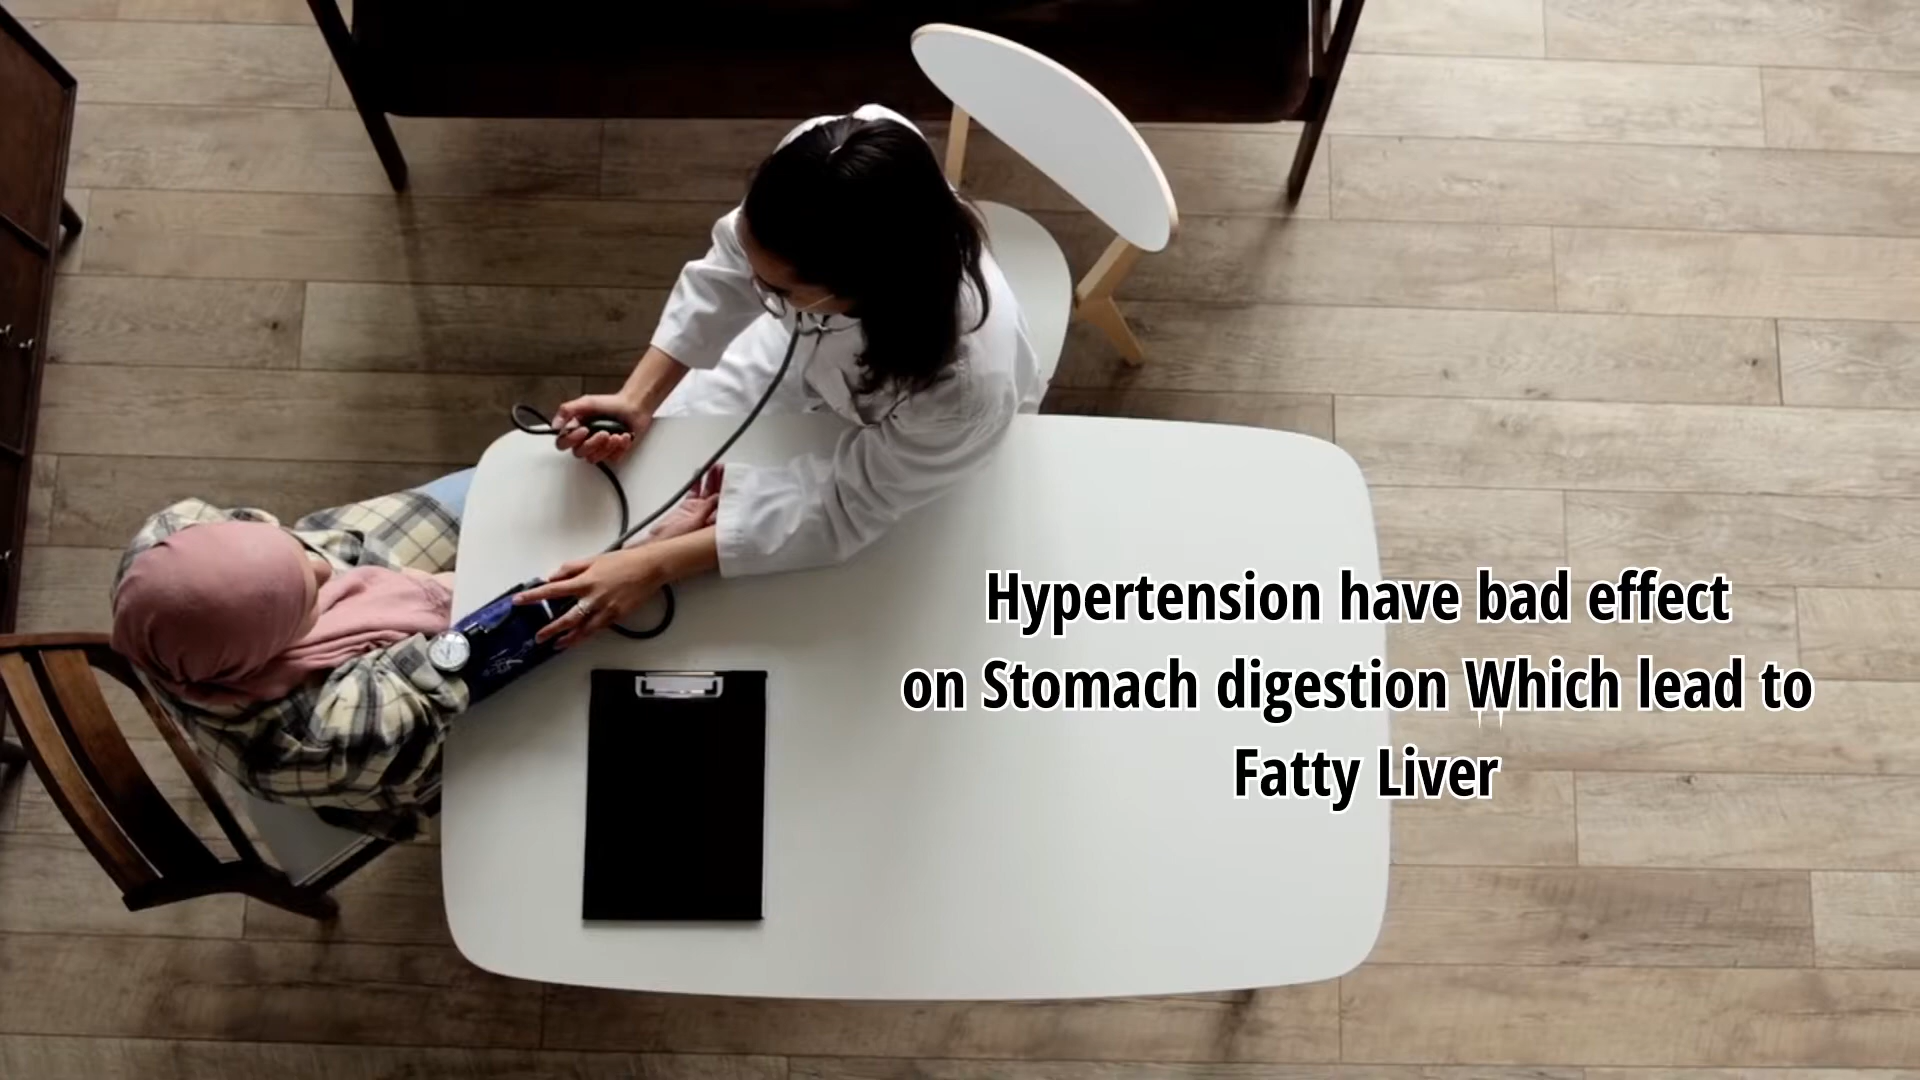 Hypertension have bad effect
on Stomach digestion Which lead to
Fatty Liver